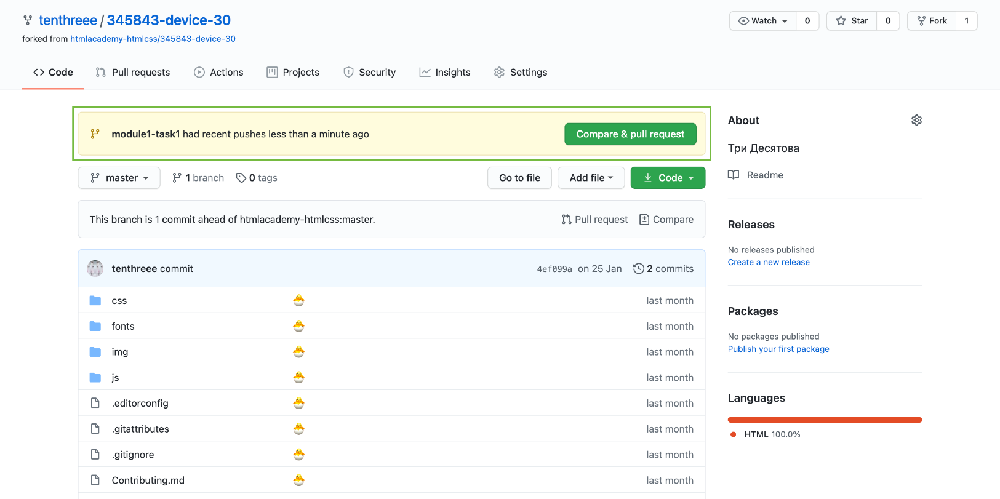 tenthreee / 345843-device-30
Watch 0 Star 0 Fork 1
forked from htmlacademy-htmlcss/345843-device-30
Code Pull requests Actions Projects Security Insights Settings
module1-task1 had recent pushes less than a minute ago Compare & pull request
master 1 branch 0 tags Go to file Add file Code
This branch is 1 commit ahead of htmlacademy-htmlcss:master. Pull request Compare
tenthreee commit 4ef099a on 25 Jan 2 commits
css last month
fonts last month
img last month
js last month
.editorconfig last month
.gitattributes last month
.gitignore last month
Contributing.md last month
About
Три Десятова
Readme
Releases
No releases published
Create a new release
Packages
No packages published
Publish your first package
Languages
HTML 100.0%